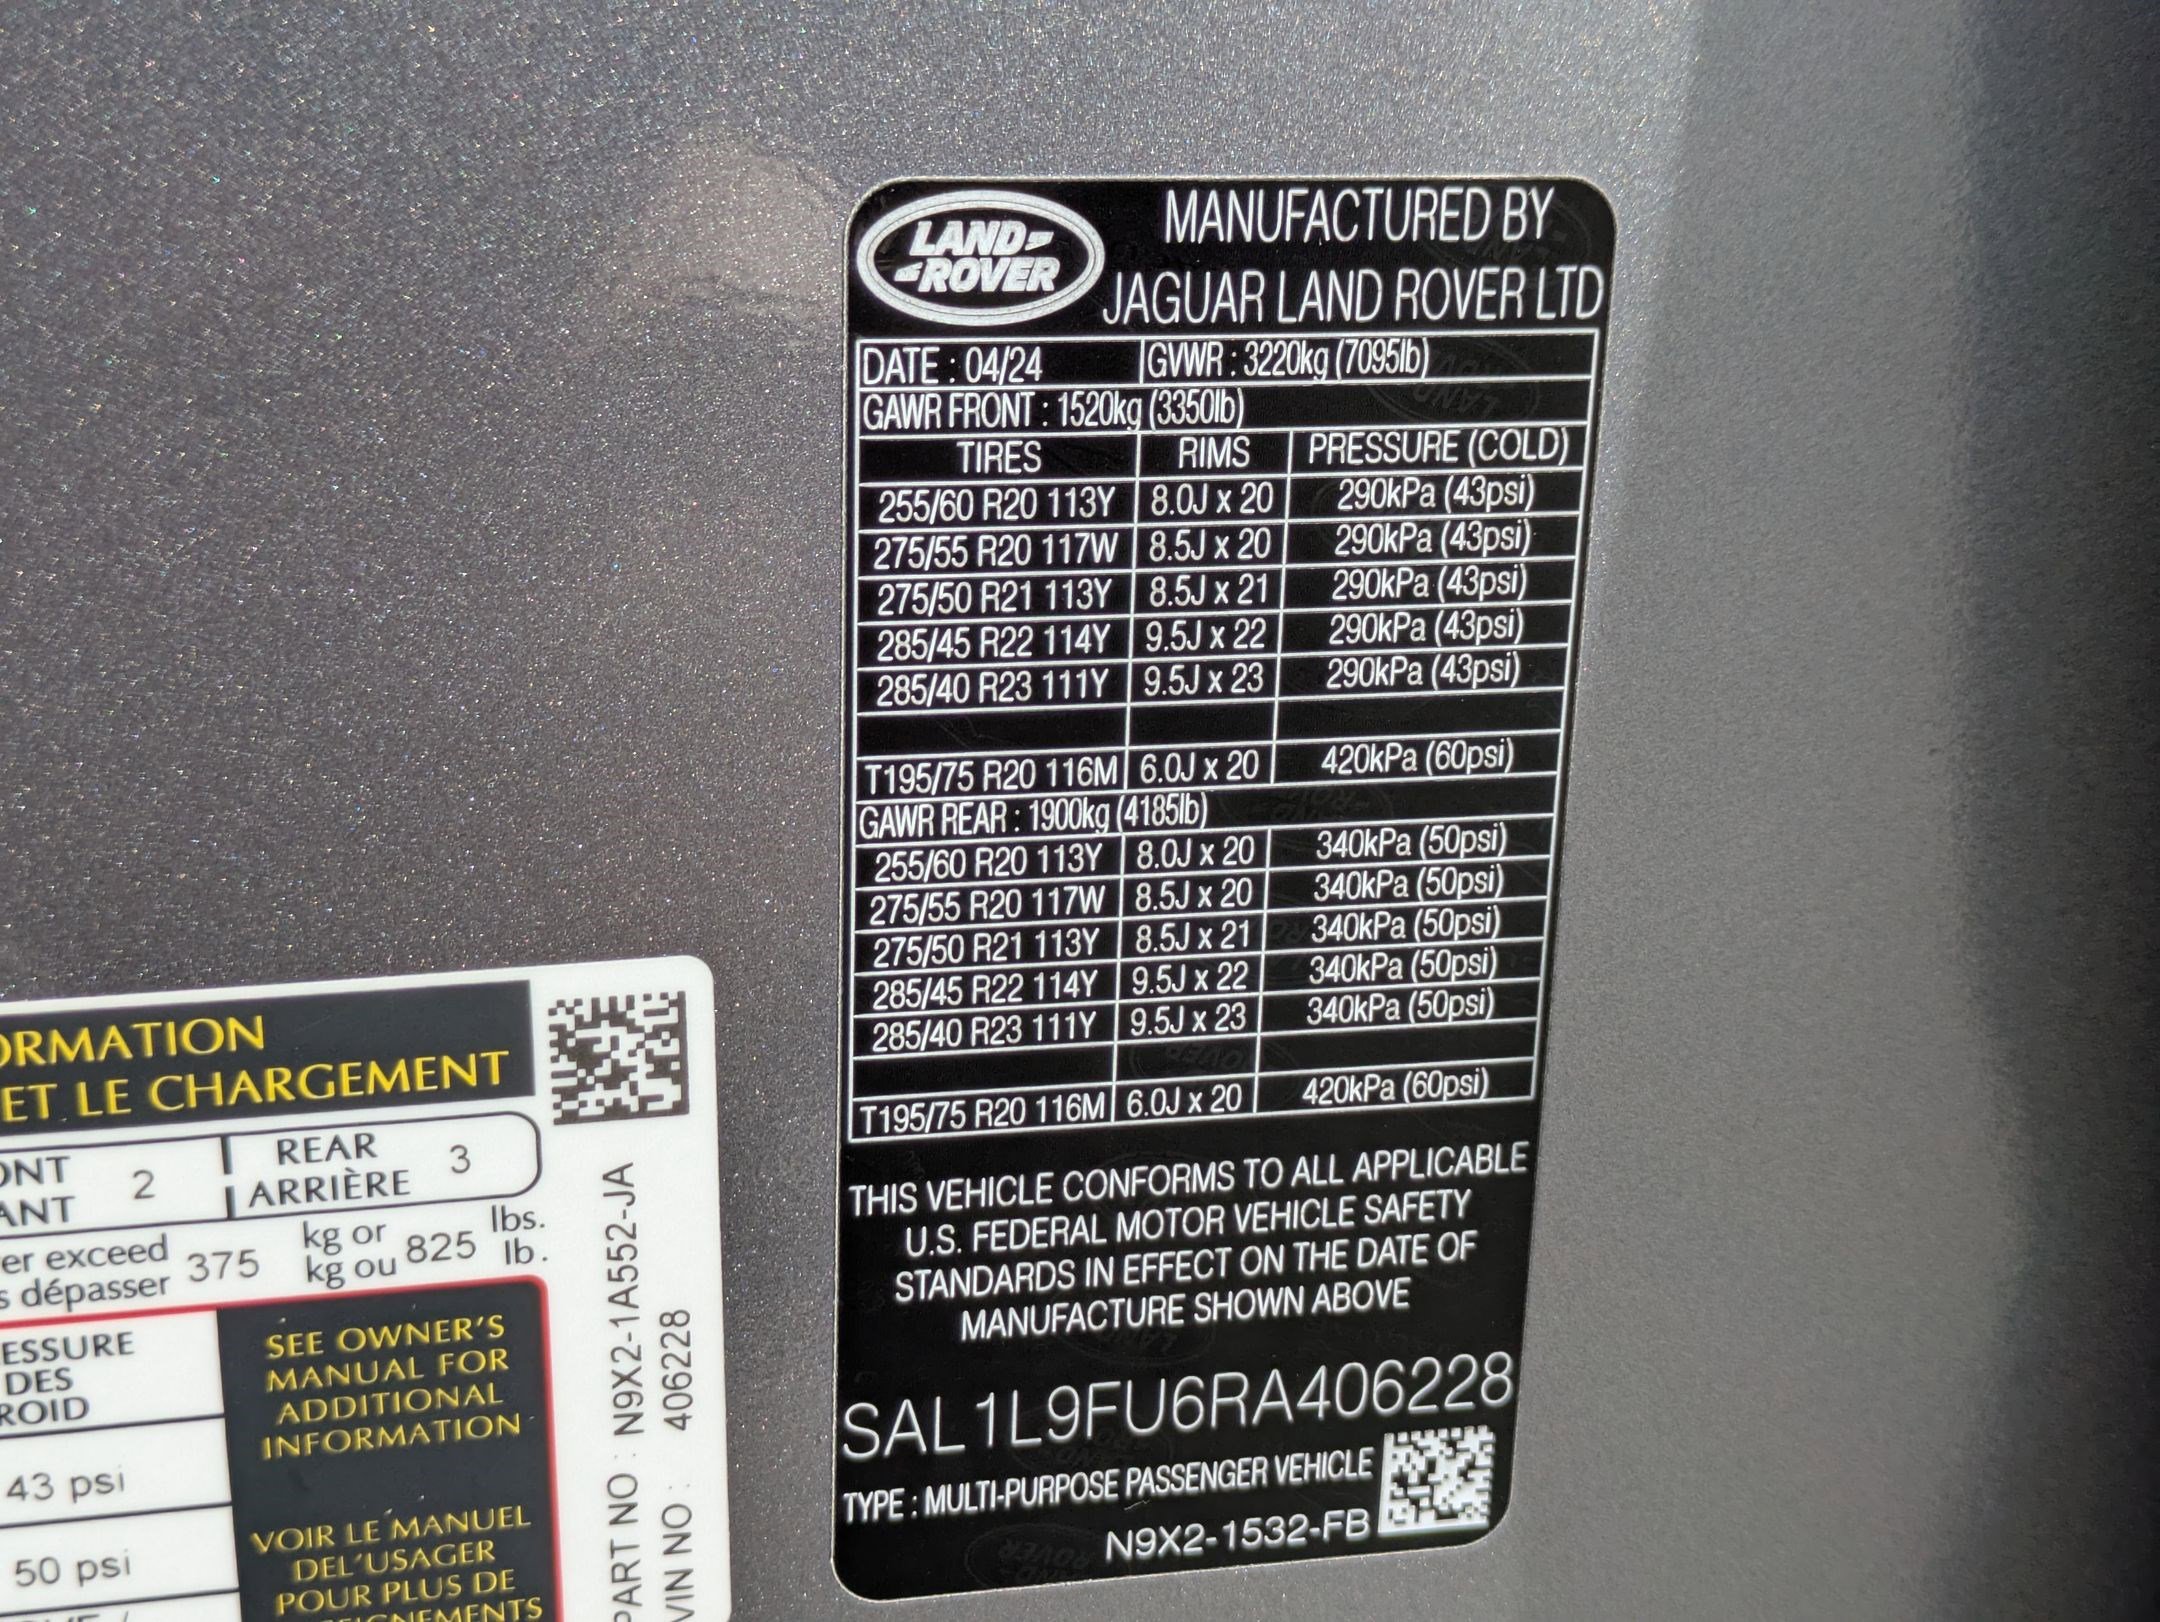 LAND-
-ROVER
MANUFACTURED BY
JAGUAR LAND ROVER LTD
DATE : 04/24 GVWR : 3220kg (7095lb)
GAWR FRONT : 1520kg (3350lb)
TIRES RIMS PRESSURE (COLD)
255/60 R20 113Y 8.0J x 20 290kPa (43psi)
275/55 R20 117W 8.5J x 20 290kPa (43psi)
275/50 R21 113Y 8.5J x 21 290kPa (43psi)
285/45 R22 114Y 9.5J x 22 290kPa (43psi)
285/40 R23 111Y 9.5J x 23 290kPa (43psi)
T195/75 R20 116M 6.0J x 20 420kPa (60psi)
GAWR REAR : 1900kg (4185lb)
255/60 R20 113Y 8.0J x 20 340kPa (50psi)
275/55 R20 117W 8.5J x 20 340kPa (50psi)
275/50 R21 113Y 8.5J x 21 340kPa (50psi)
285/45 R22 114Y 9.5J x 22 340kPa (50psi)
285/40 R23 111Y 9.5J x 23 340kPa (50psi)
T195/75 R20 116M 6.0J x 20 420kPa (60psi)
THIS VEHICLE CONFORMS TO ALL APPLICABLE
U.S. FEDERAL MOTOR VEHICLE SAFETY
STANDARDS IN EFFECT ON THE DATE OF
MANUFACTURE SHOWN ABOVE
SAL1L9FU6RA406228
TYPE : MULTI-PURPOSE PASSENGER VEHICLE
N9X2-1532-FB
ORMATION
ET LE CHARGEMENT
ONT
ANT
2
REAR
ARRIÈRE
3
er exceed
s dépasser
375
kg or
kg ou
825
lbs.
lb.
ESSURE
DES
ROID
43 psi
50 psi
SEE OWNER'S
MANUAL FOR
ADDITIONAL
INFORMATION
VOIR LE MANUEL
DEL'USAGER
POUR PLUS DE
SEIGNEMENTS
PART NO : N9X2-1A552-JA
VIN NO : 406228